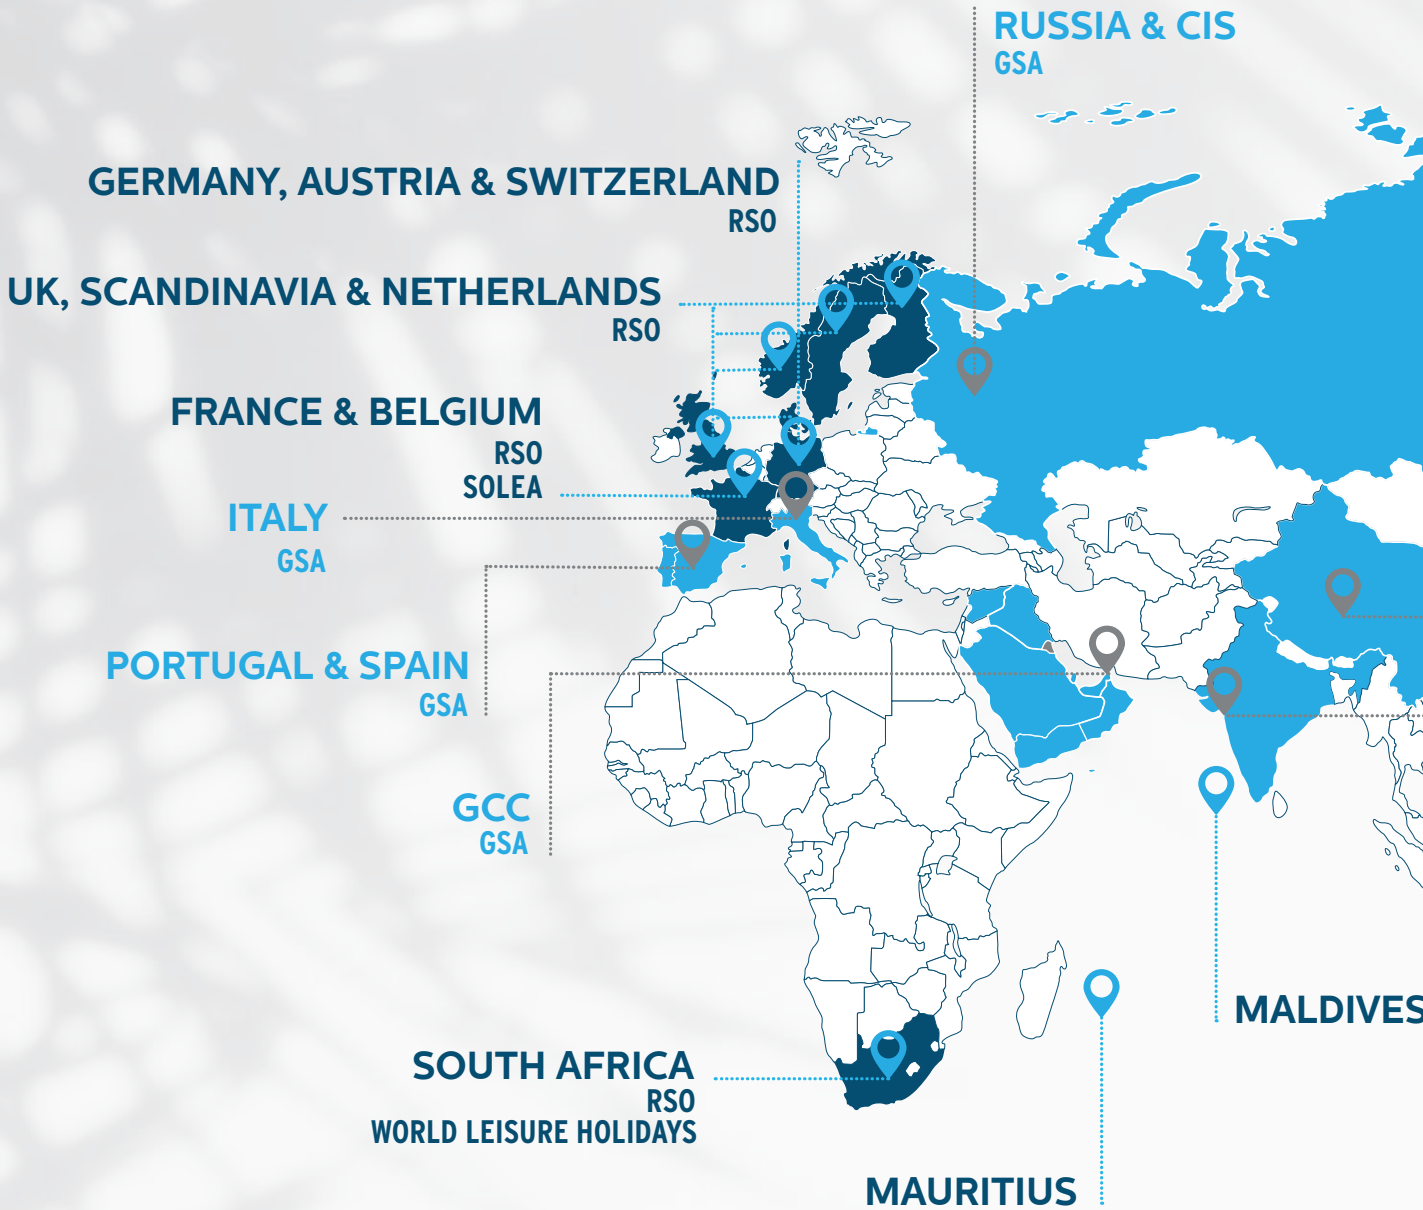 RUSSIA & CIS
GSA
GERMANY, AUSTRIA & SWITZERLAND
RSO
UK, SCANDINAVIA & NETHERLANDS
RSO
FRANCE & BELGIUM
RSO
SOLEA
ITALY
GSA
PORTUGAL & SPAIN
GSA
GCC
GSA
MALDIVES
SOUTH AFRICA
RSO
WORLD LEISURE HOLIDAYS
MAURITIUS